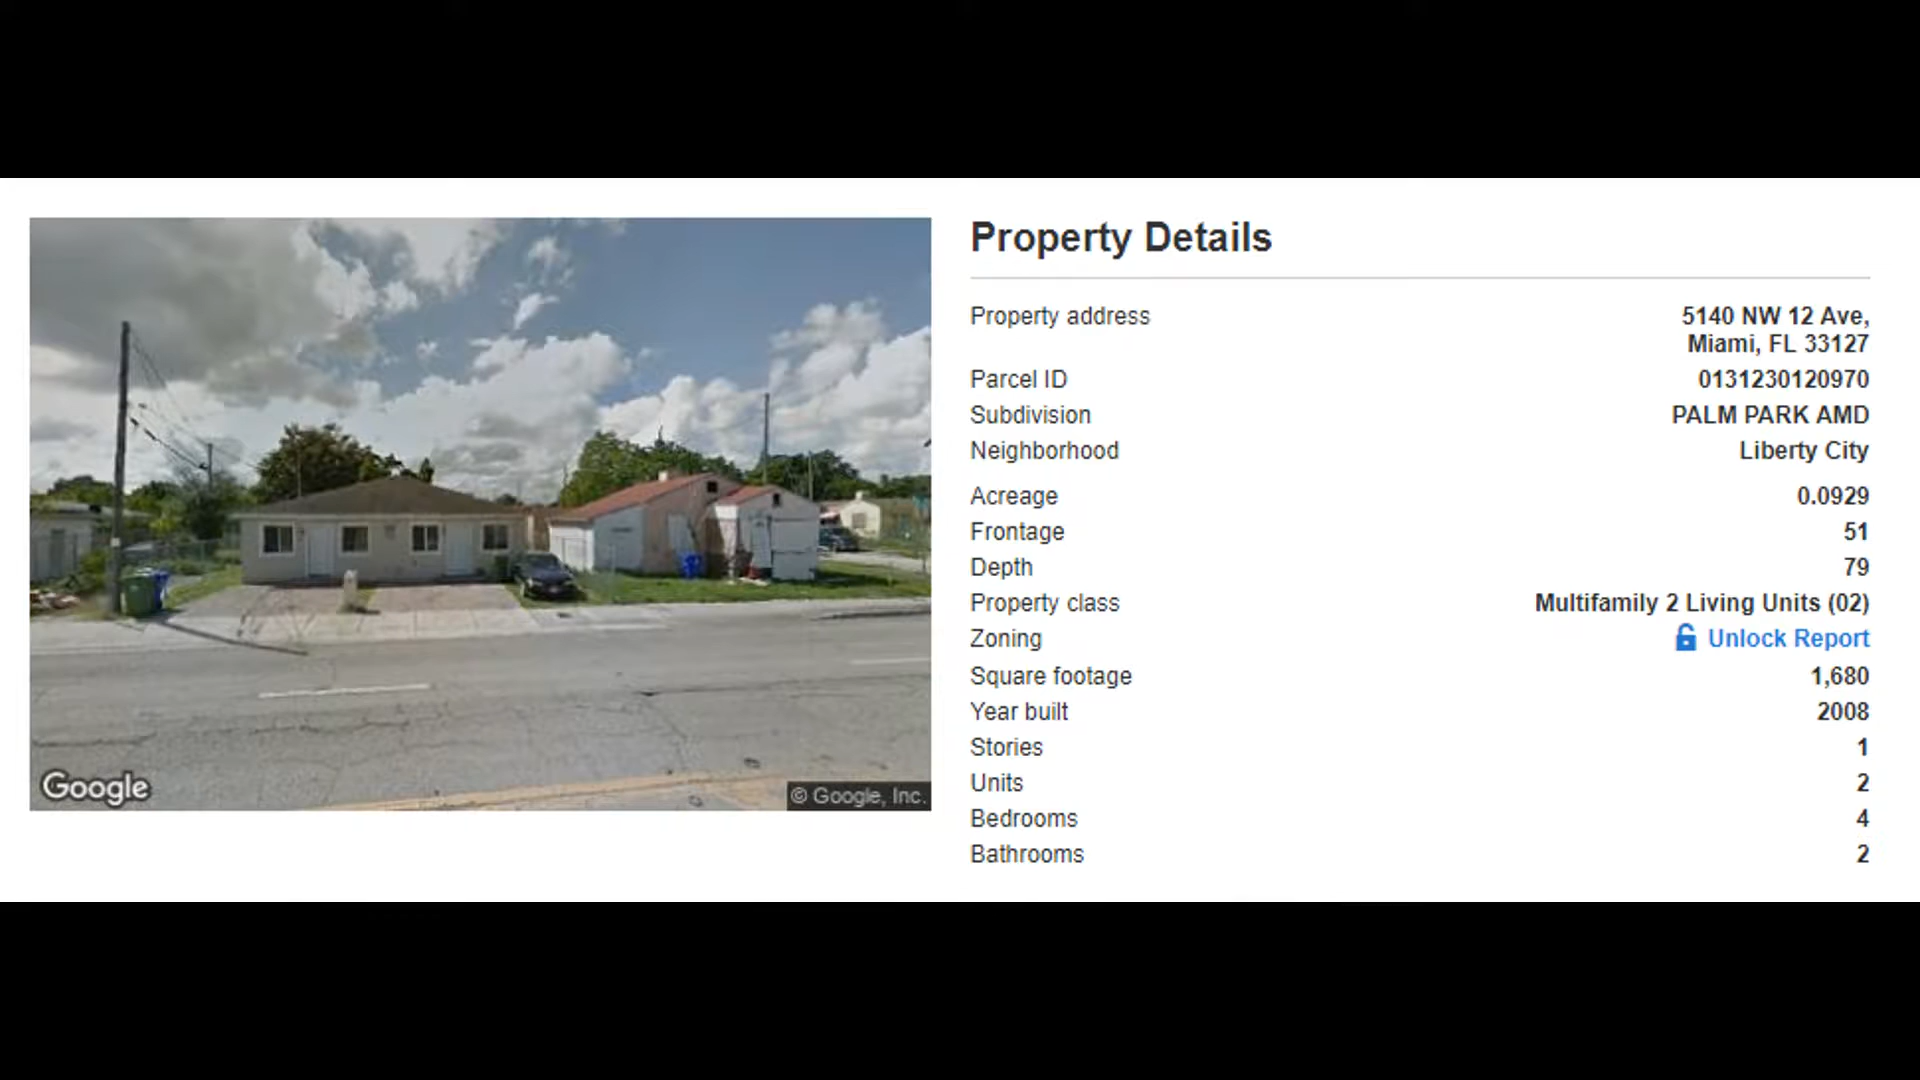 Property Details
Property address 5140 NW 12 Ave,
Miami, FL 33127
Parcel ID 0131230120970
Subdivision PALM PARK AMD
Neighborhood Liberty City
Acreage 0.0929
Frontage 51
Depth 79
Property class Multifamily 2 Living Units (02)
Zoning Unlock Report
Square footage 1,680
Year built 2008
Stories 1
Units 2
Bedrooms 4
Bathrooms 2
Google
© Google, Inc.